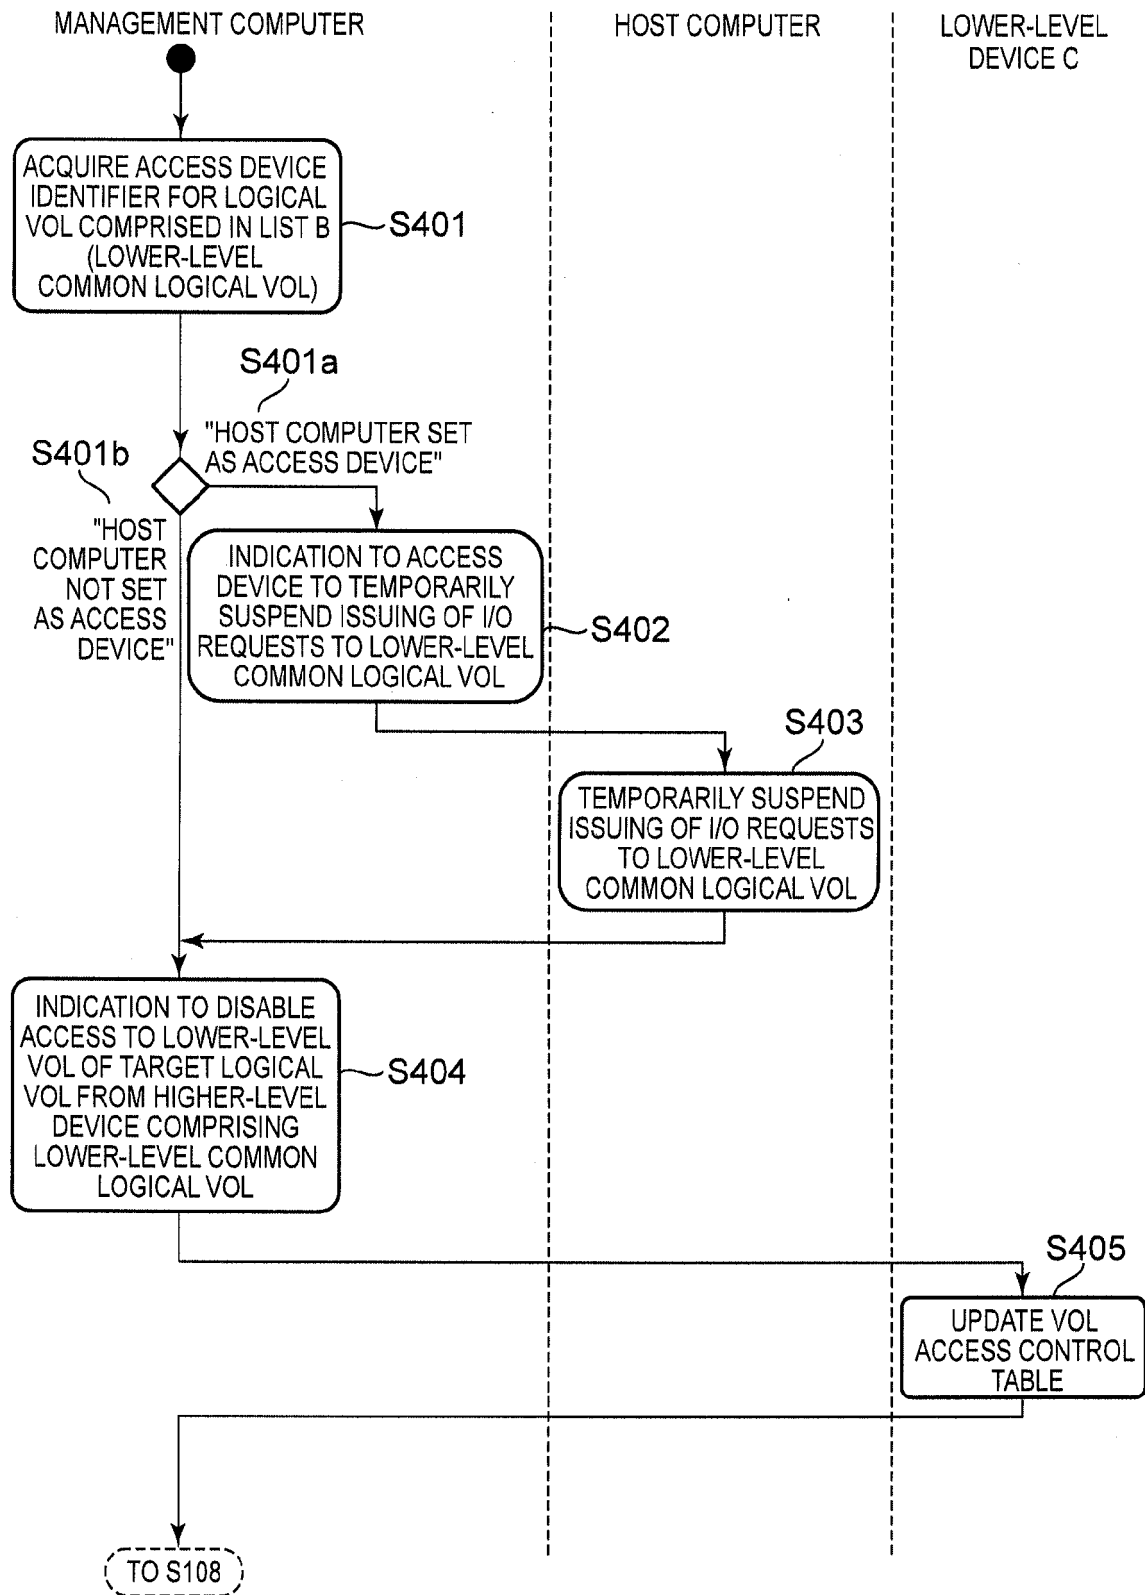 MANAGEMENT COMPUTER
HOST COMPUTER
LOWER-LEVEL
DEVICE C
ACQUIRE ACCESS DEVICE
IDENTIFIER FOR LOGICAL
VOL COMPRISED IN LIST B
(LOWER-LEVEL
COMMON LOGICAL VOL)
S401
S401a
"HOST COMPUTER SET
AS ACCESS DEVICE"
S401b
"HOST
COMPUTER
NOT SET
AS ACCESS
DEVICE"
INDICATION TO ACCESS
DEVICE TO TEMPORARILY
SUSPEND ISSUING OF I/O
REQUESTS TO LOWER-LEVEL
COMMON LOGICAL VOL
S402
S403
TEMPORARILY SUSPEND
ISSUING OF I/O REQUESTS
TO LOWER-LEVEL
COMMON LOGICAL VOL
INDICATION TO DISABLE
ACCESS TO LOWER-LEVEL
VOL OF TARGET LOGICAL
VOL FROM HIGHER-LEVEL
DEVICE COMPRISING
LOWER-LEVEL COMMON
LOGICAL VOL
S404
S405
UPDATE VOL
ACCESS CONTROL
TABLE
TO S108